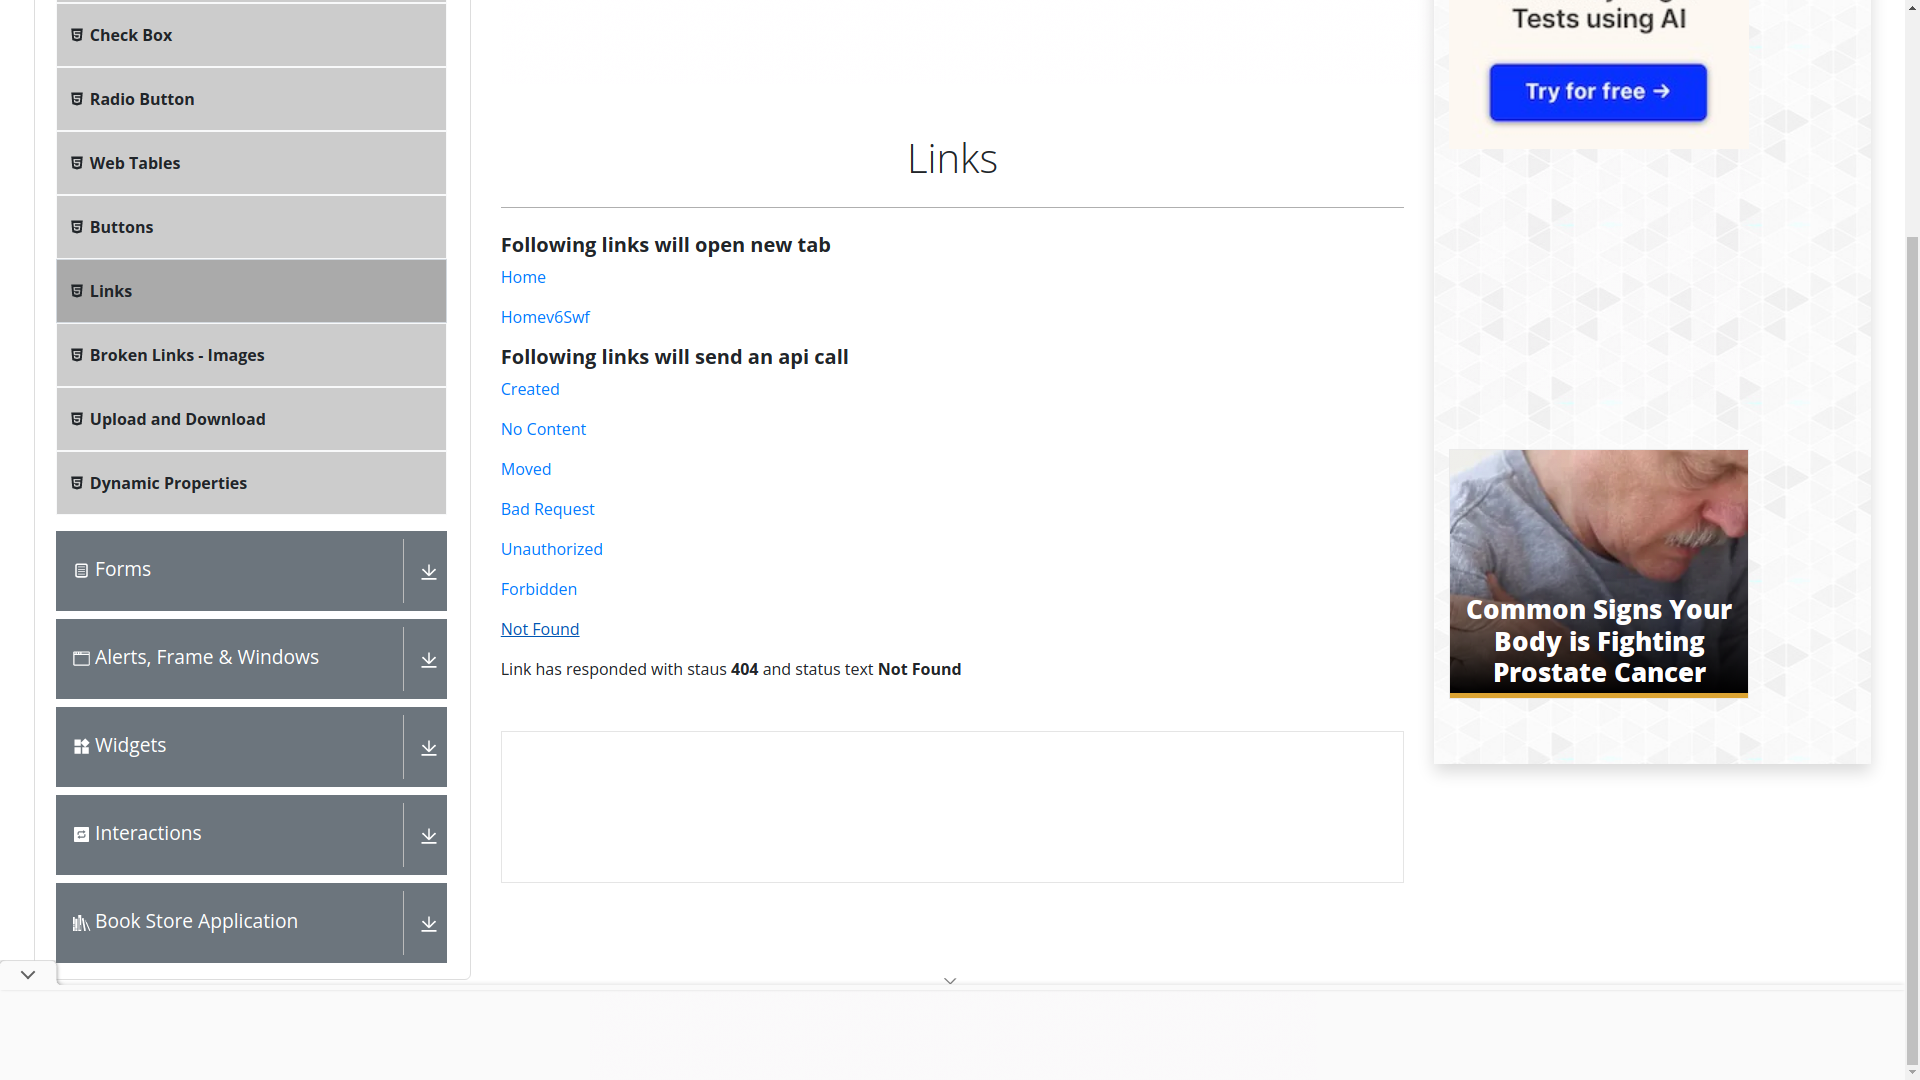 Check Box
Radio Button
Web Tables
Buttons
Links
Broken Links - Images
Upload and Download
Dynamic Properties
Forms
Alerts, Frame & Windows
Widgets
Interactions
Book Store Application
Links
Following links will open new tab
Home
Homev6Swf
Following links will send an api call
Created
No Content
Moved
Bad Request
Unauthorized
Forbidden
Not Found
Link has responded with staus 404 and status text Not Found
Tests using AI
Try for free →
Common Signs Your
Body is Fighting
Prostate Cancer